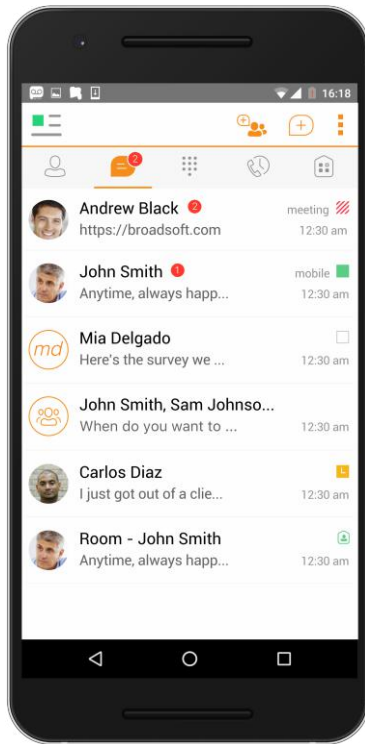 16:18
2
Andrew Black 2 meeting
https://broadsoft.com 12:30 am
John Smith 1 mobile
Anytime, always happ... 12:30 am
md
Mia Delgado
Here's the survey we ... 12:30 am
John Smith, Sam Johnso...
When do you want to ... 12:30 am
Carlos Diaz
I just got out of a clie... 12:30 am
Room - John Smith
Anytime, always happ... 12:30 am